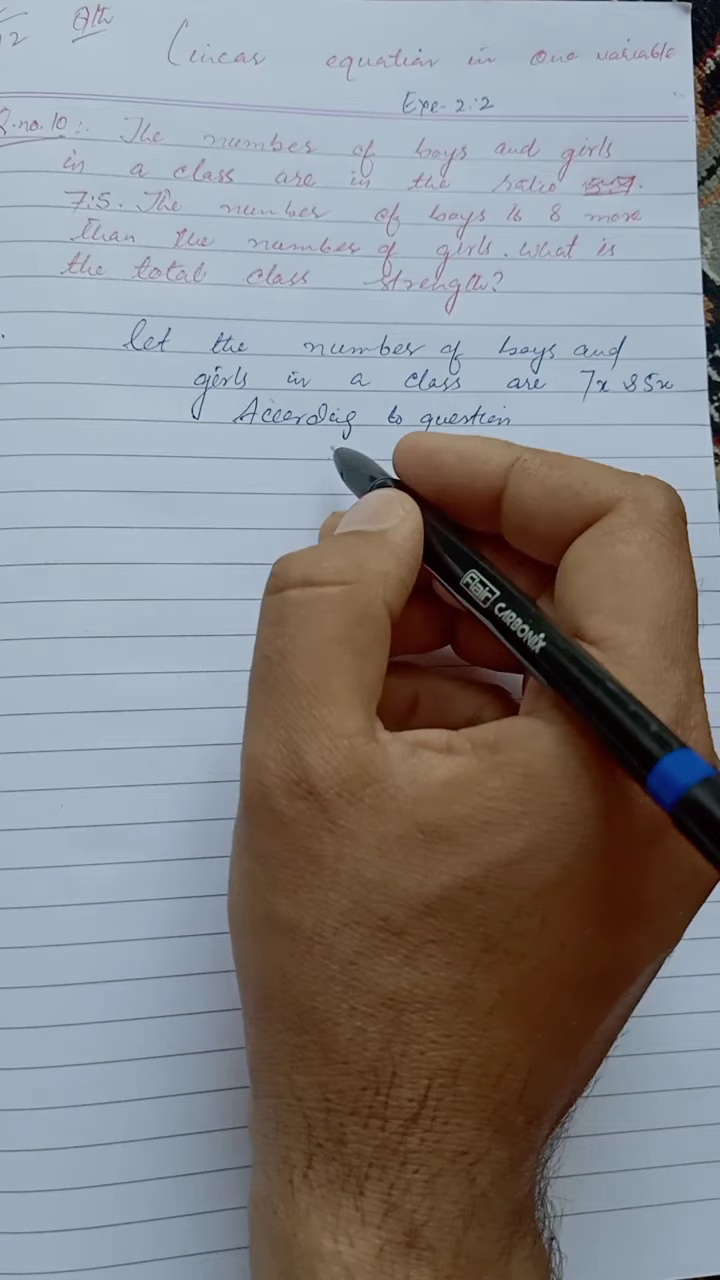 8th
Linear equation in one variable
Exe- 2.2
Q.no.10:. The number of boys and girls
in a class are in the ratio
7:5. The number of boys is 8 more
than the number of girls. What is
the total class strength?
let the number of boys and
girls in a class are 7x & 5x
According to question
Flair CARBONIX